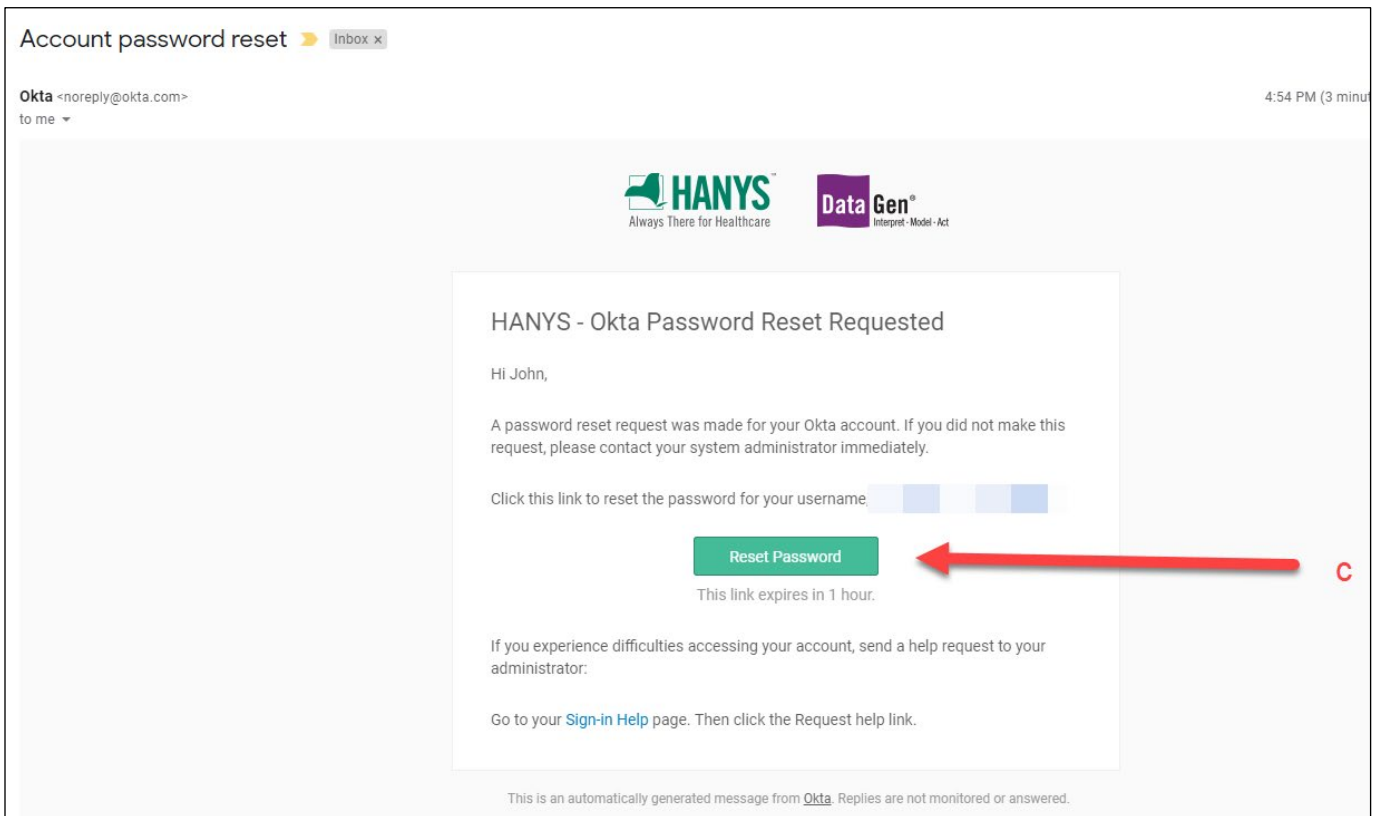 Account password reset Inbox x
Okta <noreply@okta.com> 4:54 PM (3 minut
to me
HANYS™
Always There for Healthcare
Data Gen®
Interpret - Model - Act
HANYS - Okta Password Reset Requested
Hi John,
A password reset request was made for your Okta account. If you did not make this
request, please contact your system administrator immediately.
Click this link to reset the password for your username,
Reset Password
C
This link expires in 1 hour.
If you experience difficulties accessing your account, send a help request to your
administrator:
Go to your Sign-in Help page. Then click the Request help link.
This is an automatically generated message from Okta. Replies are not monitored or answered.